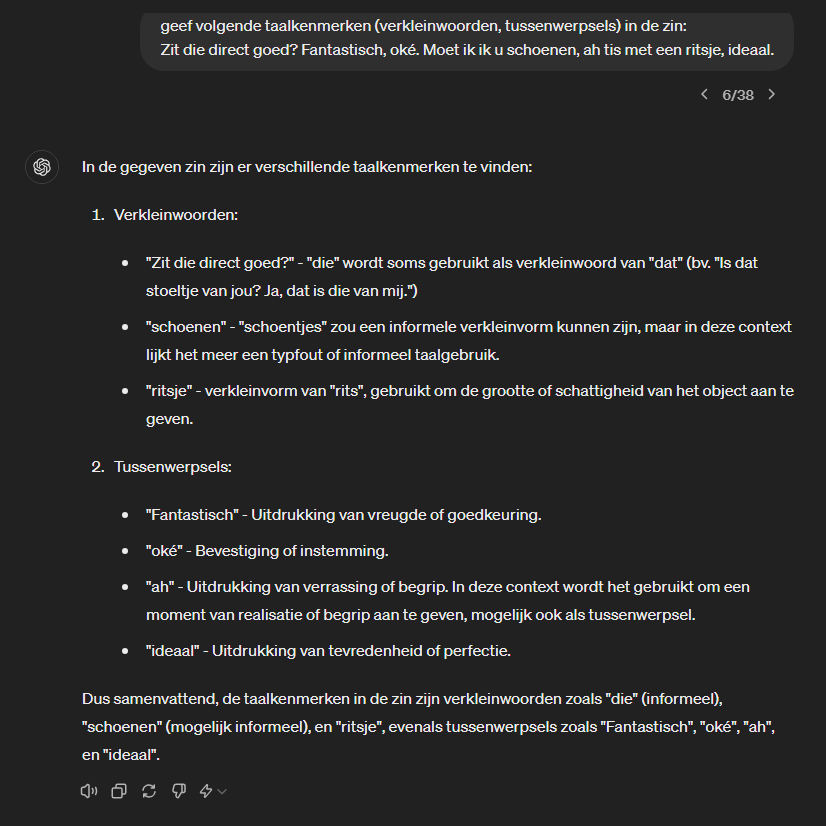 geef volgende taalkenmerken (verkleinwoorden, tussenwerpsels) in de zin:
Zit die direct goed? Fantastisch, oké. Moet ik ik u schoenen, ah tis met een ritsje, ideaal.
6/38
In de gegeven zin zijn er verschillende taalkenmerken te vinden:
1. Verkleinwoorden:
• "Zit die direct goed?" - "die" wordt soms gebruikt als verkleinwoord van "dat" (bv. "Is dat
stoeltje van jou? Ja, dat is die van mij.")
• "schoenen" - "schoentjes" zou een informele verkleinvorm kunnen zijn, maar in deze context
lijkt het meer een typfout of informeel taalgebruik.
• "ritsje" - verkleinvorm van "rits", gebruikt om de grootte of schattigheid van het object aan te
geven.
2. Tussenwerpsels:
• "Fantastisch" - Uitdrukking van vreugde of goedkeuring.
• "oké" - Bevestiging of instemming.
• "ah" - Uitdrukking van verrassing of begrip. In deze context wordt het gebruikt om een
moment van realisatie of begrip aan te geven, mogelijk ook als tussenwerpsel.
• "ideaal" - Uitdrukking van tevredenheid of perfectie.
Dus samenvattend, de taalkenmerken in de zin zijn verkleinwoorden zoals "die" (informeel),
"schoenen" (mogelijk informeel), en "ritsje", evenals tussenwerpsels zoals "Fantastisch", "oké", "ah",
en "ideaal".